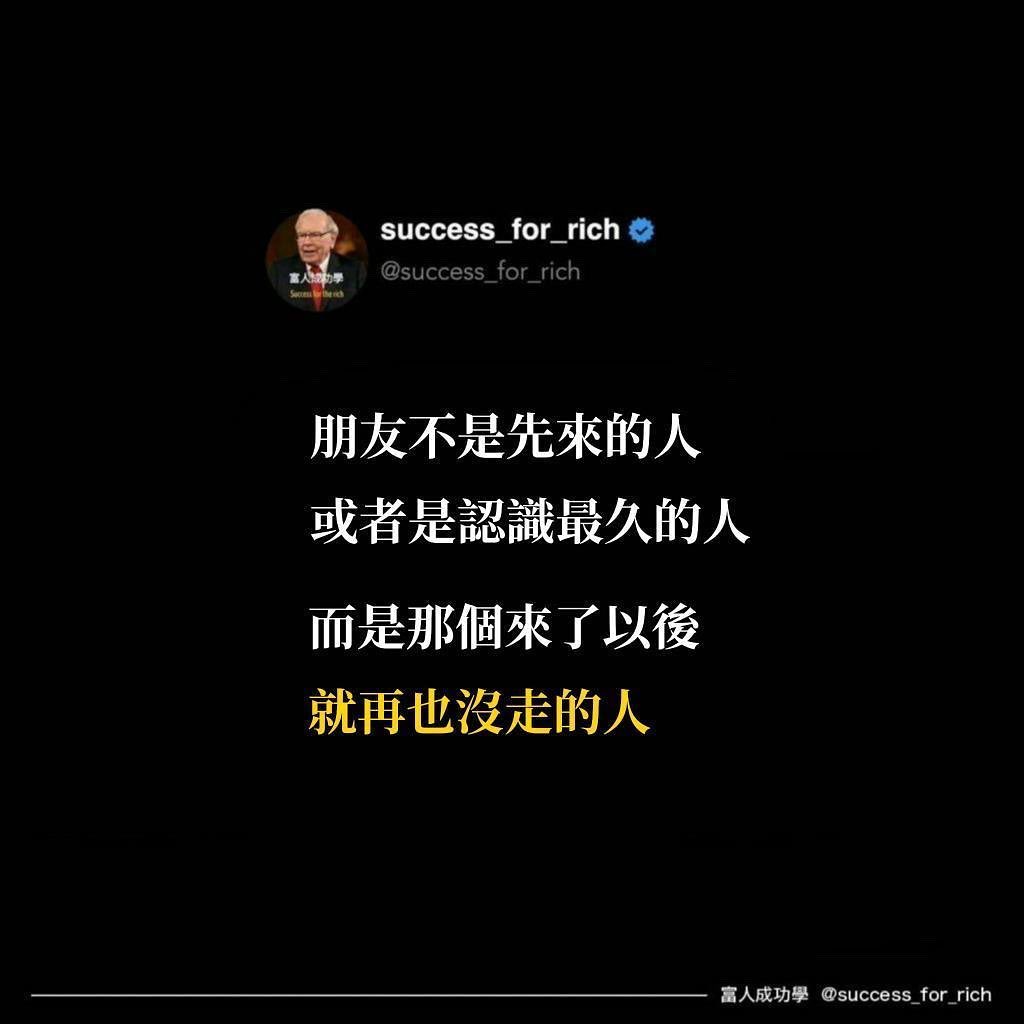 success_for_rich
@success_for_rich
富人成功學
Success for the rich
朋友不是先來的人
或者是認識最久的人
而是那個來了以後
就再也沒走的人
富人成功學 @success_for_rich